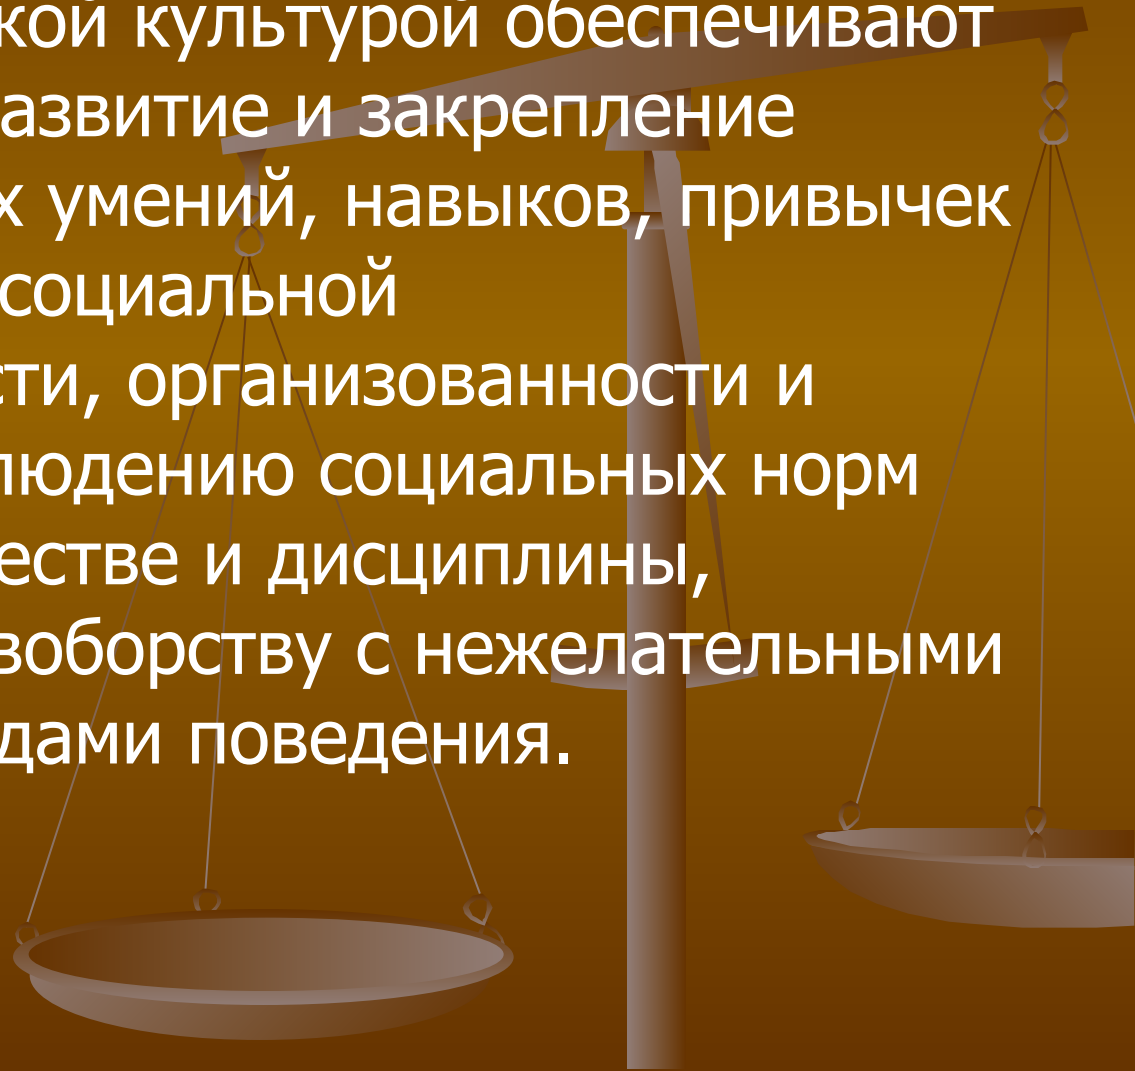 кой культурой обеспечивают
азвитие и закрепление
х умений, навыков, привычек
социальной
сти, организованности и
людению социальных норм
естве и дисциплины,
воборству с нежелательными
дами поведения.